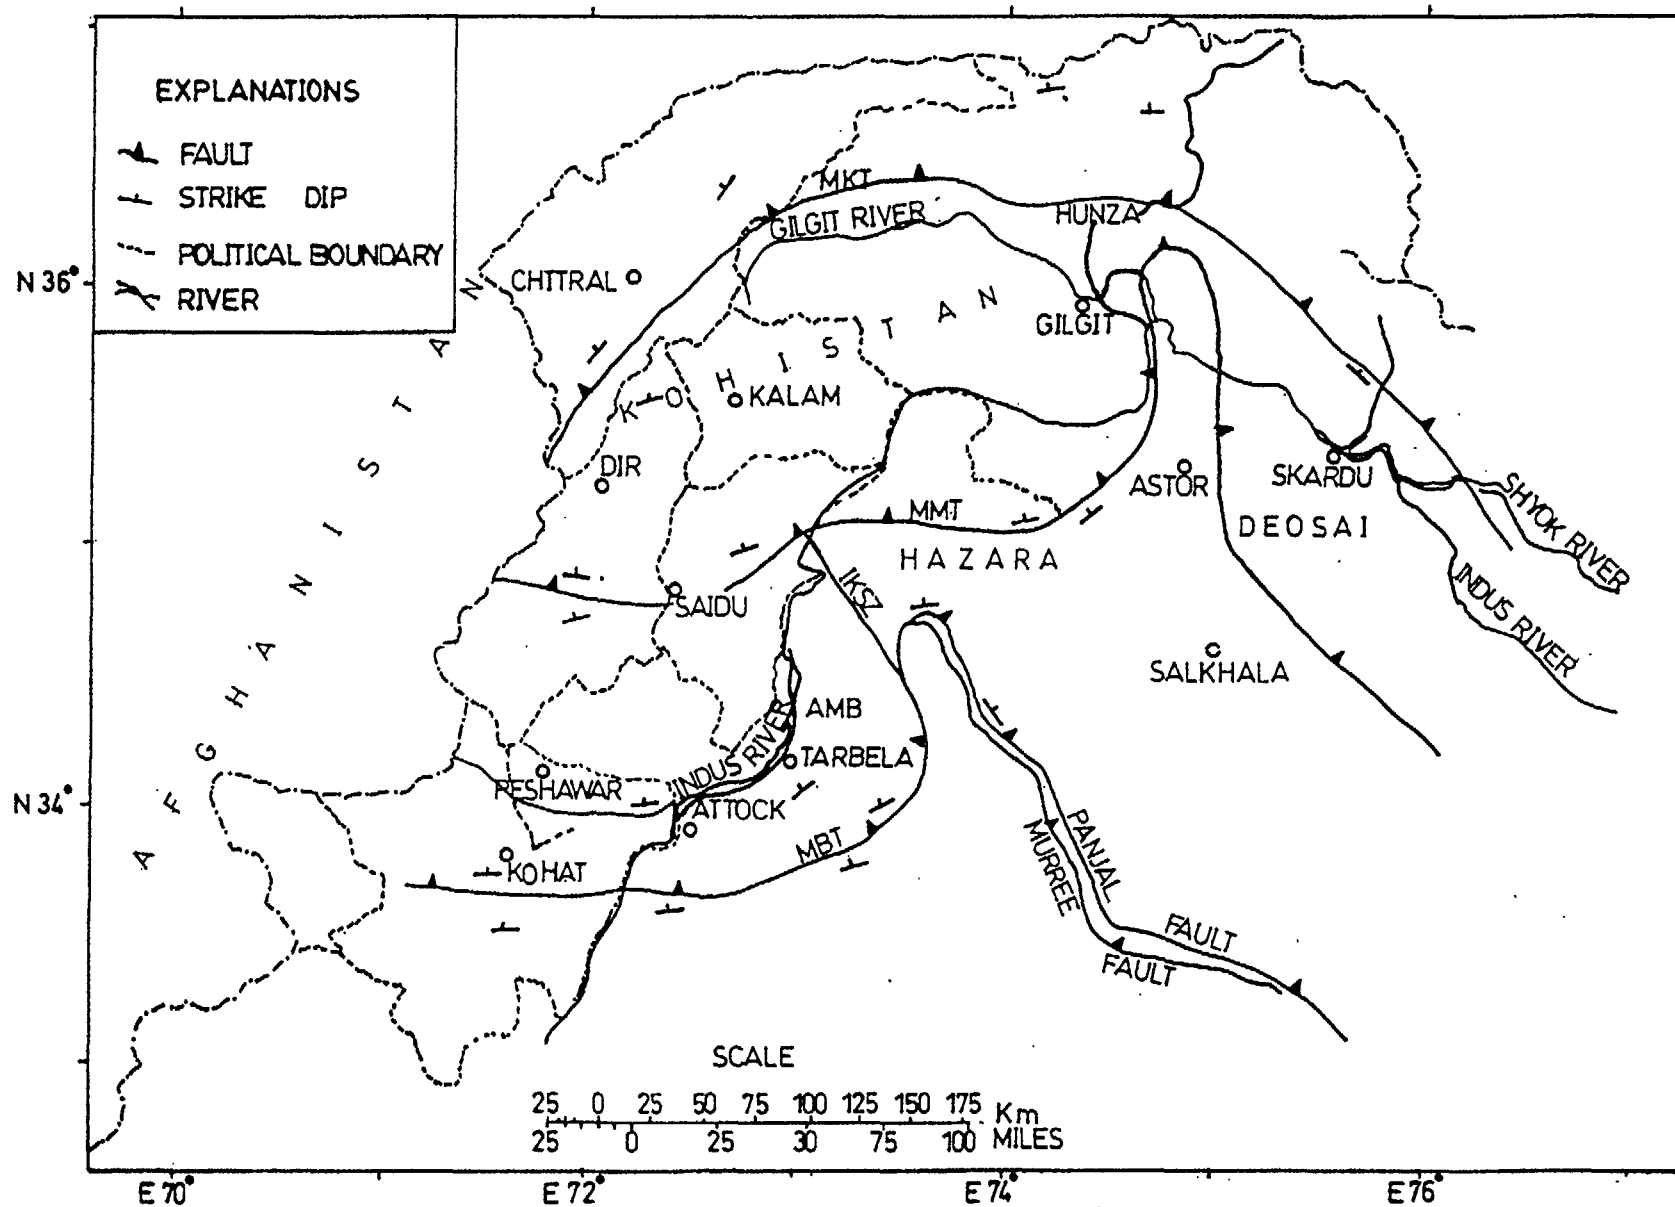 EXPLANATIONS
FAULT
STRIKE DIP
POLITICAL BOUNDARY
RIVER
N 36°
N 34°
E 70°
E 72°
E 74°
E 76°
AFGHANISTAN
KOHISTAN
MKT
GILGIT RIVER
HUNZA
CHITRAL
GILGIT
KALAM
DIR
ASTOR
SKARDU
SHYOK RIVER
MMT
DEOSAI
HAZARA
IKSZ
INDUS RIVER
SAIDU
SALKHALA
AMB
INDUS RIVER
TARBELA
PESHAWAR
ATTOCK
MBT
KOHAT
PANJAL
MURREE
FAULT
FAULT
SCALE
25 0 25 50 75 100 125 150 175 Km
25 0 25 30 75 100 MILES